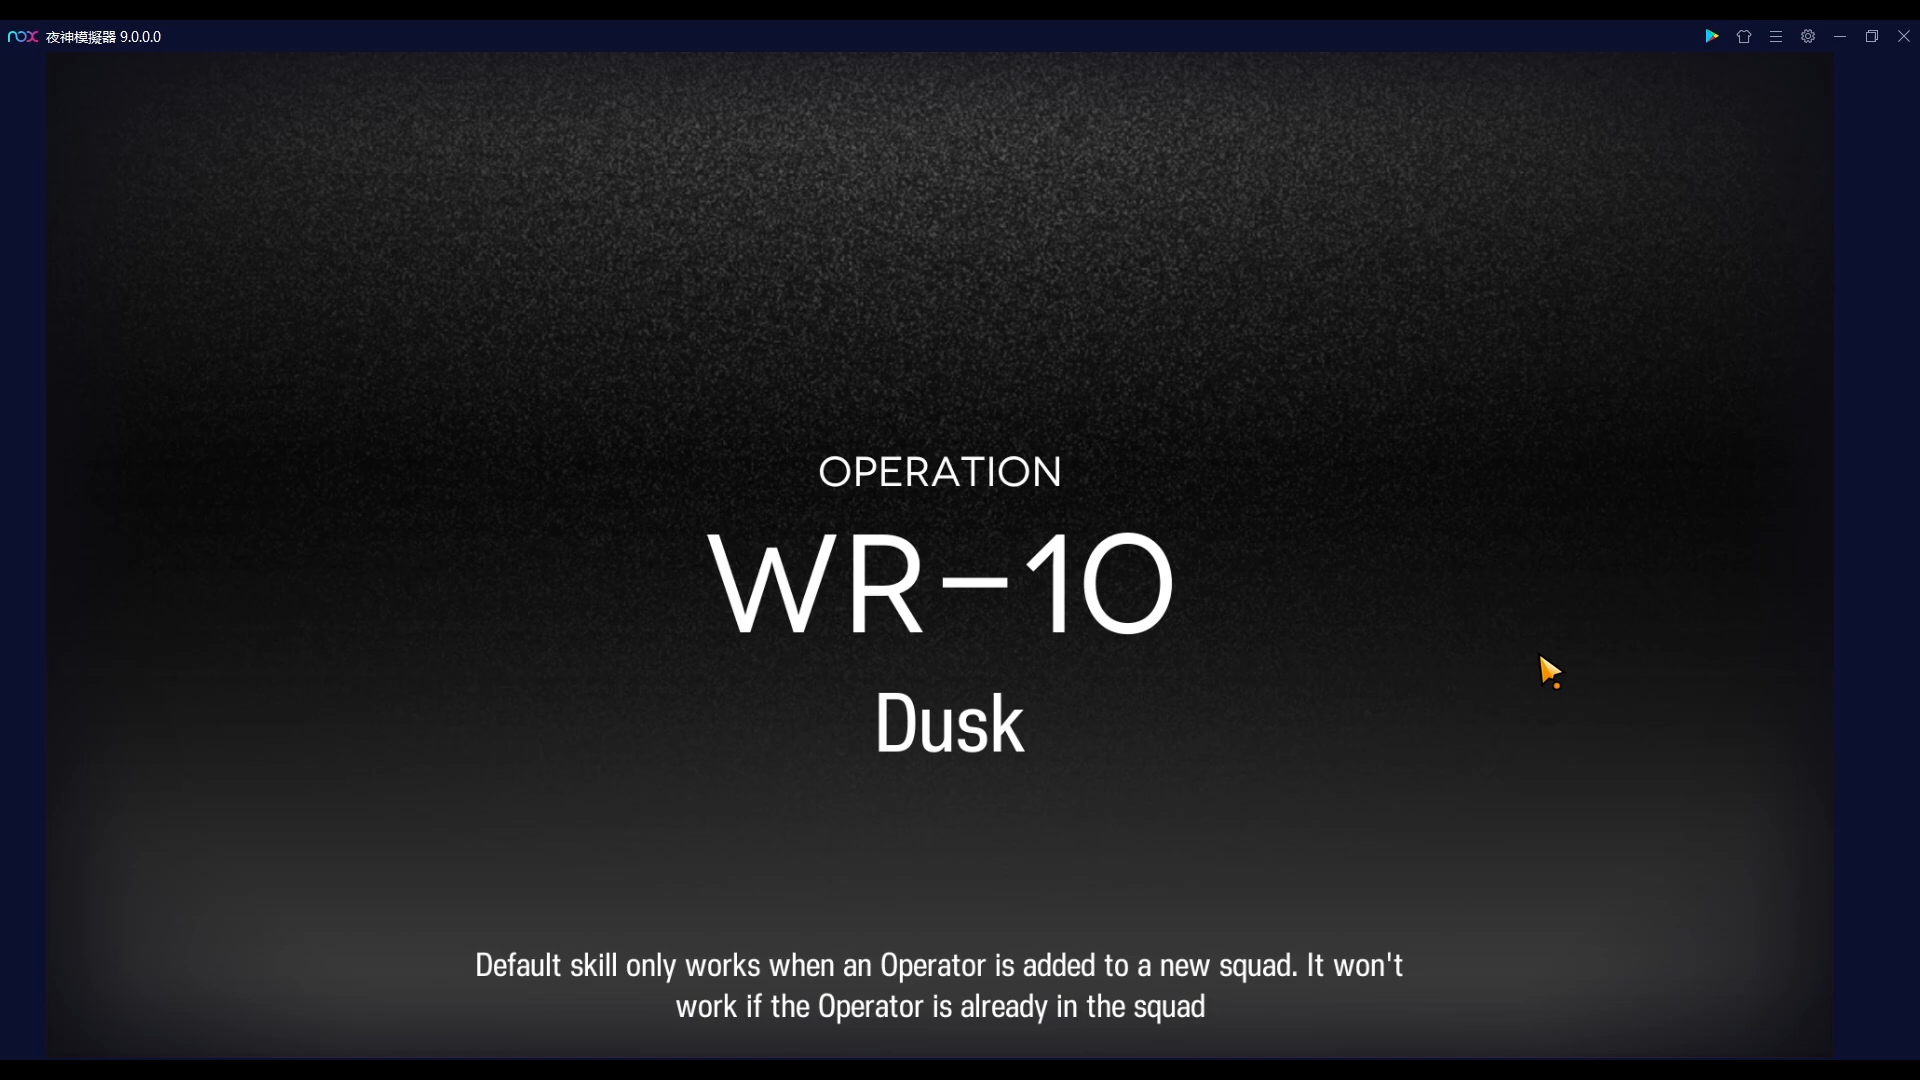 nox 夜神模擬器 9.0.0.0
OPERATION
WR-10
Dusk
Default skill only works when an Operator is added to a new squad. It won't
work if the Operator is already in the squad